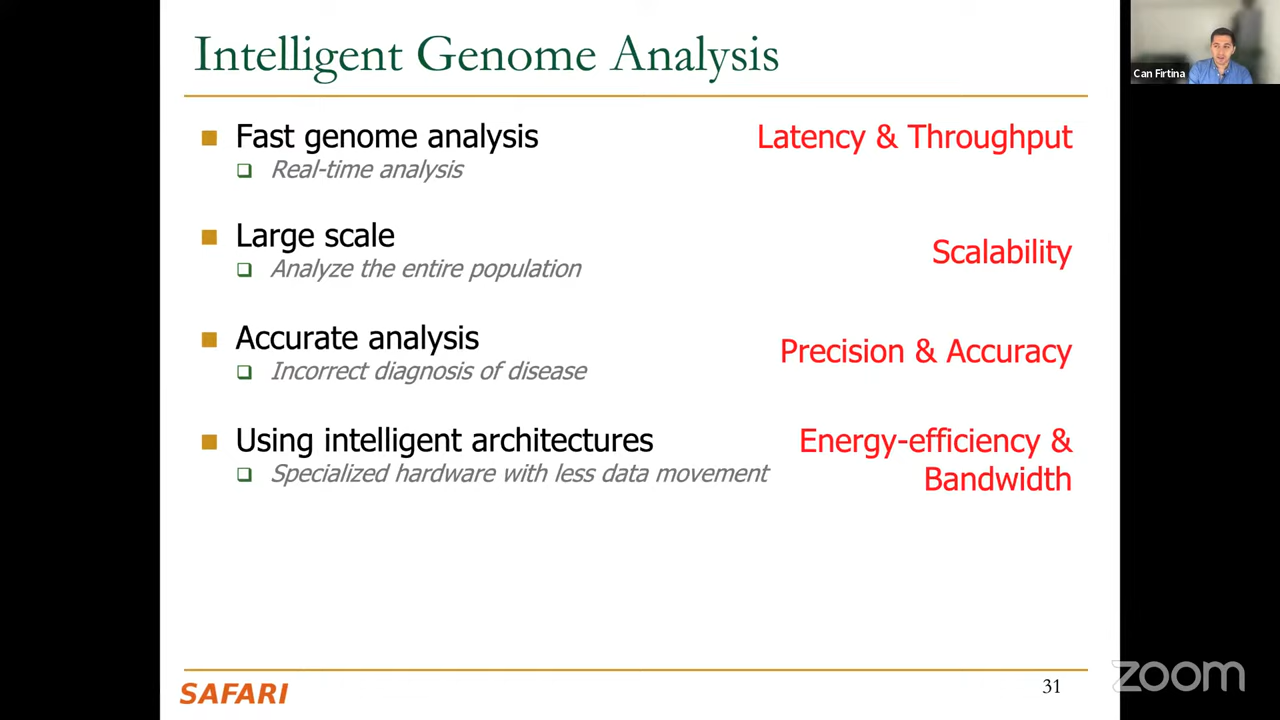 Intelligent Genome Analysis
Can Firtina
Fast genome analysis
Latency & Throughput
Real-time analysis
Large scale
Scalability
Analyze the entire population
Accurate analysis
Precision & Accuracy
Incorrect diagnosis of disease
Using intelligent architectures
Energy-efficiency &
Bandwidth
Specialized hardware with less data movement
SAFARI
31
zoom